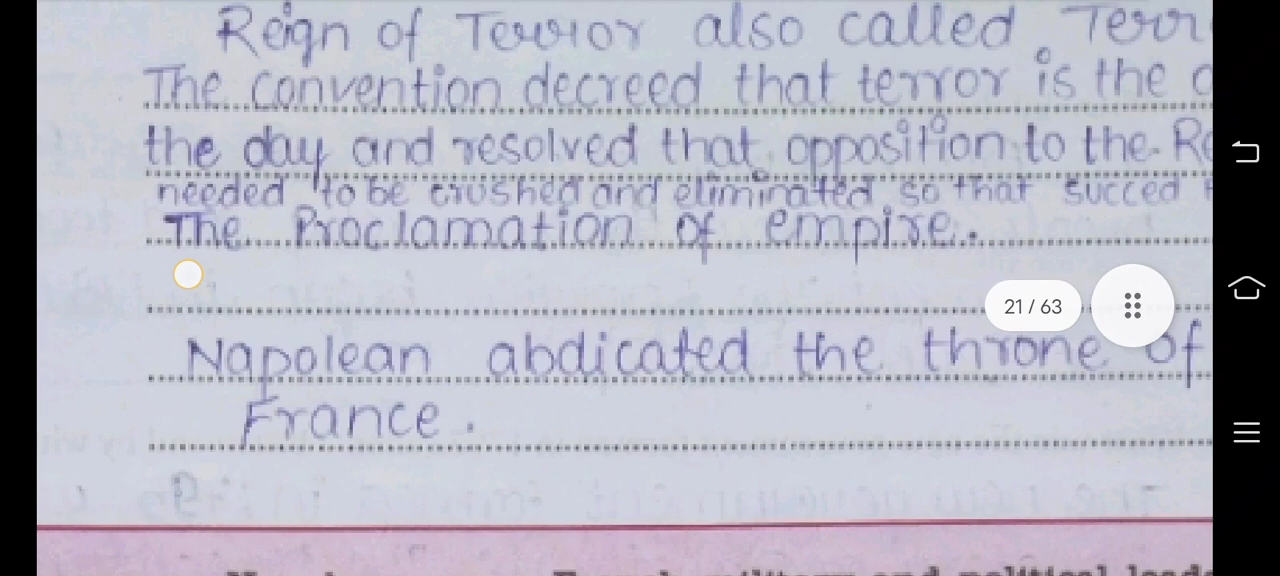 Reign of Terror also called Terr
The Convention decreed that terror is the o
the day and resolved that opposition to the Re
needed to be crushed and eliminated so that succed
The Proclamation of empire.
21 / 63
Napolean abdicated the throne of
France.